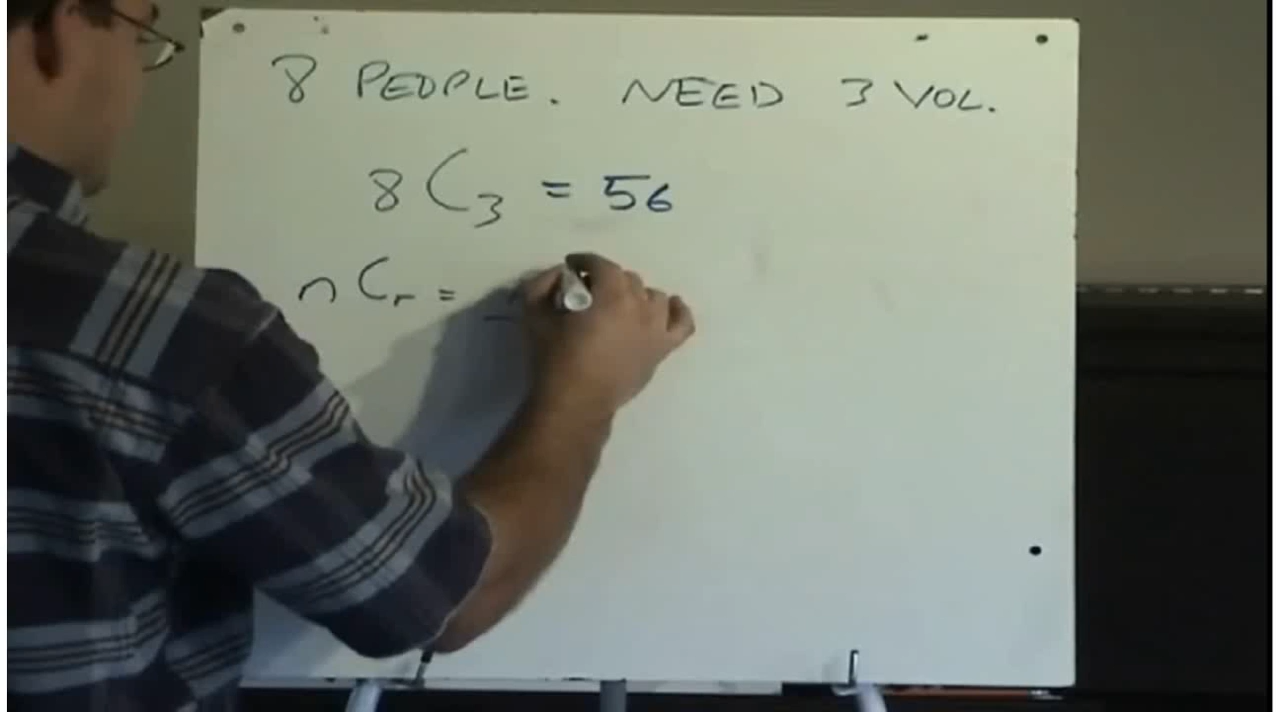 8 PEOPLE. NEED 3 VOL.
8 C3 = 56
n Cr =